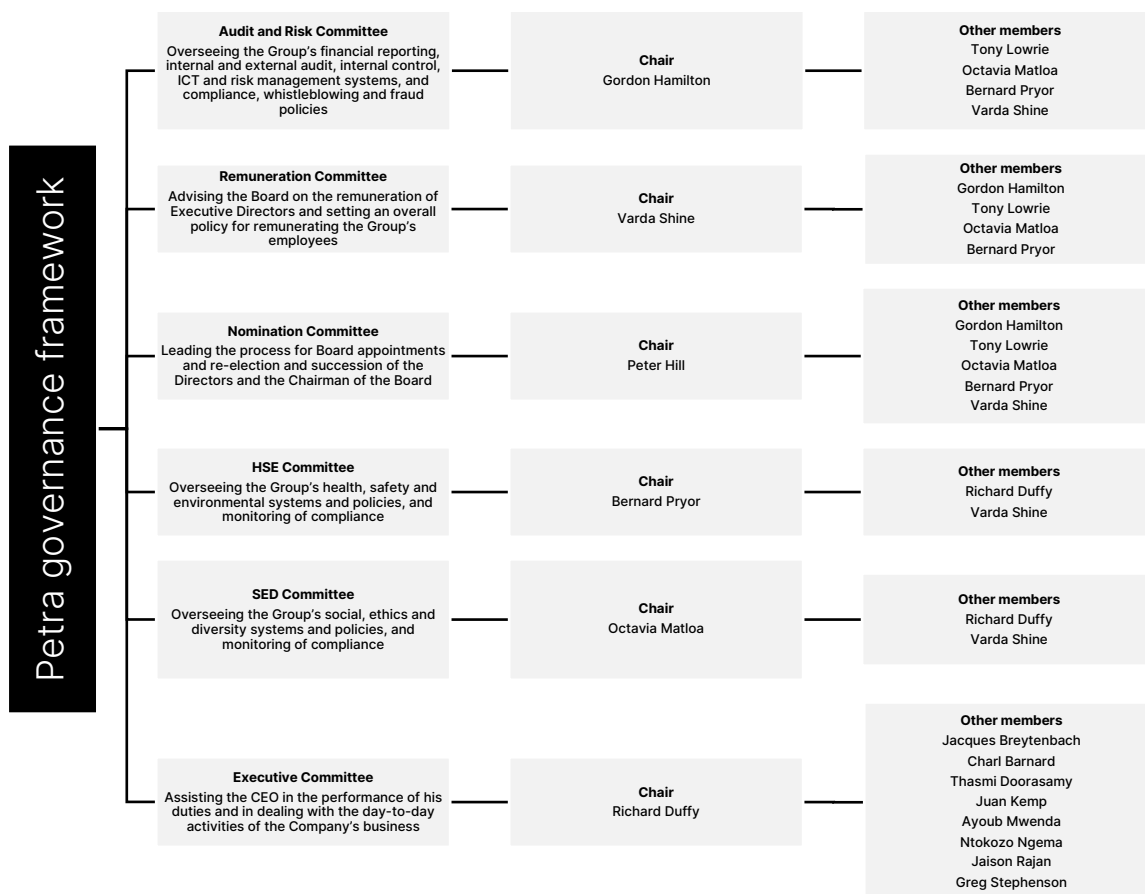 Petra governance framework
Audit and Risk Committee
Overseeing the Group's financial reporting,
internal and external audit, internal control,
ICT and risk management systems, and
compliance, whistleblowing and fraud
policies
Chair
Gordon Hamilton
Other members
Tony Lowrie
Octavia Matloa
Bernard Pryor
Varda Shine
Remuneration Committee
Advising the Board on the remuneration of
Executive Directors and setting an overall
policy for remunerating the Group's
employees
Chair
Varda Shine
Other members
Gordon Hamilton
Tony Lowrie
Octavia Matloa
Bernard Pryor
Nomination Committee
Leading the process for Board appointments
and re-election and succession of the
Directors and the Chairman of the Board
Chair
Peter Hill
Other members
Gordon Hamilton
Tony Lowrie
Octavia Matloa
Bernard Pryor
Varda Shine
HSE Committee
Overseeing the Group's health, safety and
environmental systems and policies, and
monitoring of compliance
Chair
Bernard Pryor
Other members
Richard Duffy
Varda Shine
SED Committee
Overseeing the Group's social, ethics and
diversity systems and policies, and
monitoring of compliance
Chair
Octavia Matloa
Other members
Richard Duffy
Varda Shine
Executive Committee
Assisting the CEO in the performance of his
duties and in dealing with the day-to-day
activities of the Company's business
Chair
Richard Duffy
Other members
Jacques Breytenbach
Charl Barnard
Thasmi Doorasamy
Juan Kemp
Ayoub Mwenda
Ntokozo Ngema
Jaison Rajan
Greg Stephenson